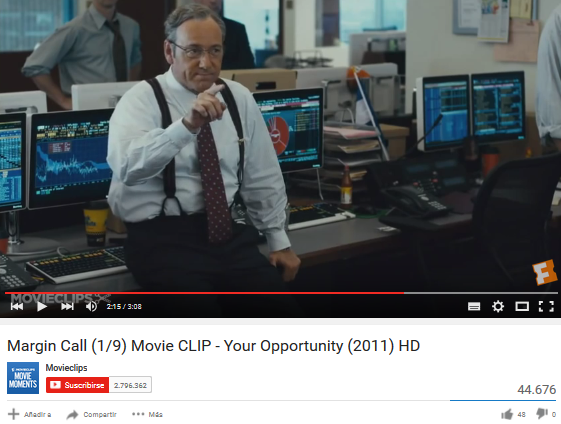 MOVIECLIPS
2:15 / 3:08
Margin Call (1/9) Movie CLIP - Your Opportunity (2011) HD
MOVIECLIPS
MOVIE
MOMENTS
Movieclips
Suscribirse 2.796.362
44.676
Añadir a Compartir Más 43 0